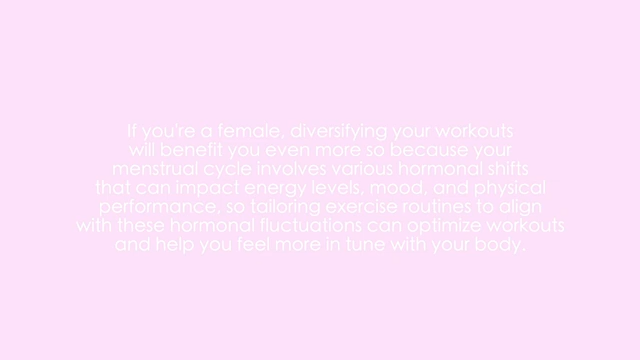 If you're a female, diversifying your workouts
will benefit you even more so because your
menstrual cycle involves various hormonal shifts
that can impact energy levels, mood, and physical
performance, so tailoring exercise routines to align
with these hormonal fluctuations can optimize workouts
and help you feel more in tune with your body.